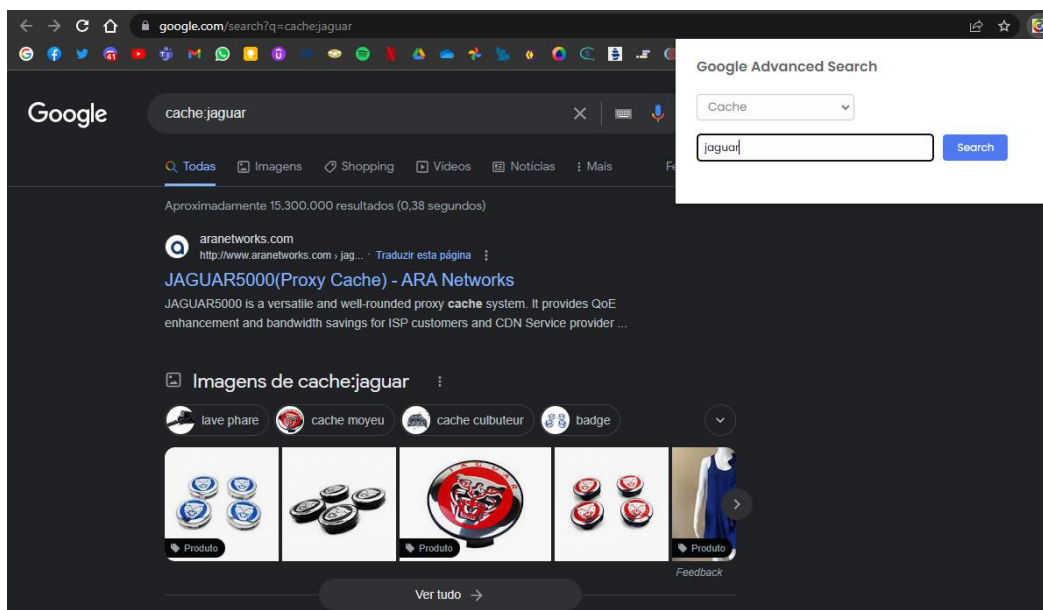 google.com/search?q=cache:jaguar
41
Google Advanced Search
Cache
jaguar
Search
Google
cache:jaguar
Todas
Imagens
Shopping
Vídeos
Notícias
Mais
Aproximadamente 15.300.000 resultados (0,38 segundos)
aranetworks.com
http://www.aranetworks.com › jag... · Traduzir esta página
JAGUAR5000(Proxy Cache) - ARA Networks
JAGUAR5000 is a versatile and well-rounded proxy cache system. It provides QoE
enhancement and bandwidth savings for ISP customers and CDN Service provider ...
Imagens de cache:jaguar
lave phare
cache moyeu
cache culbuteur
badge
JAGUAR
Produto
Produto
Produto
Feedback
Ver tudo